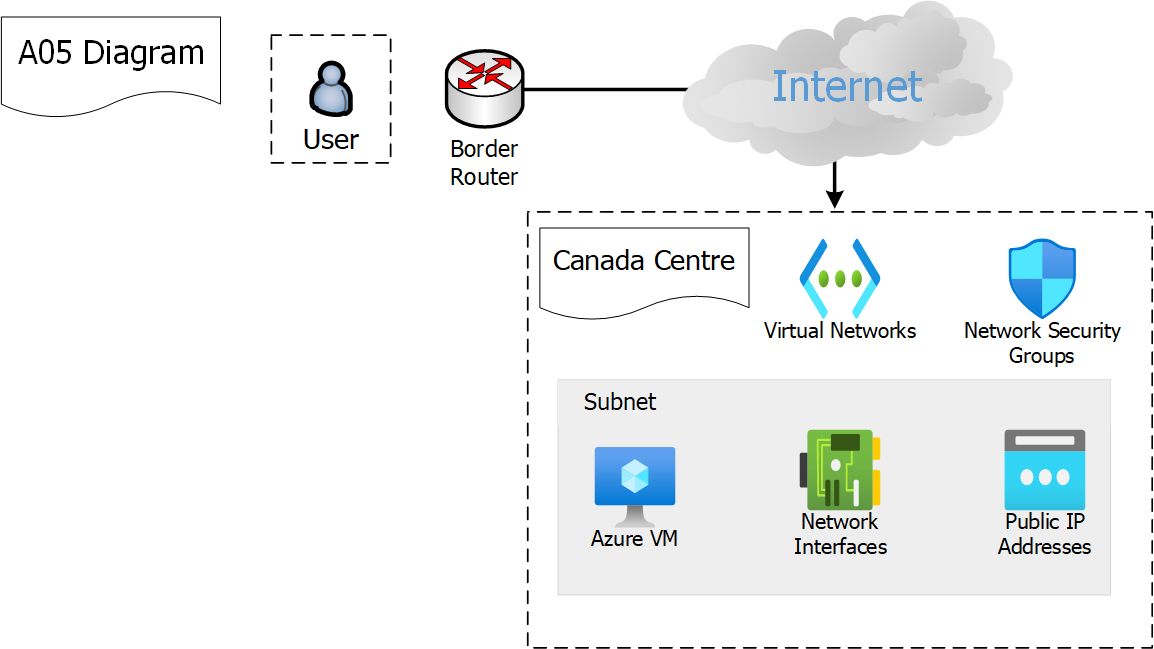 A05 Diagram
User
Border
Router
Internet
Canada Centre
Virtual Networks
Network Security
Groups
Subnet
Azure VM
Network
Interfaces
Public IP
Addresses